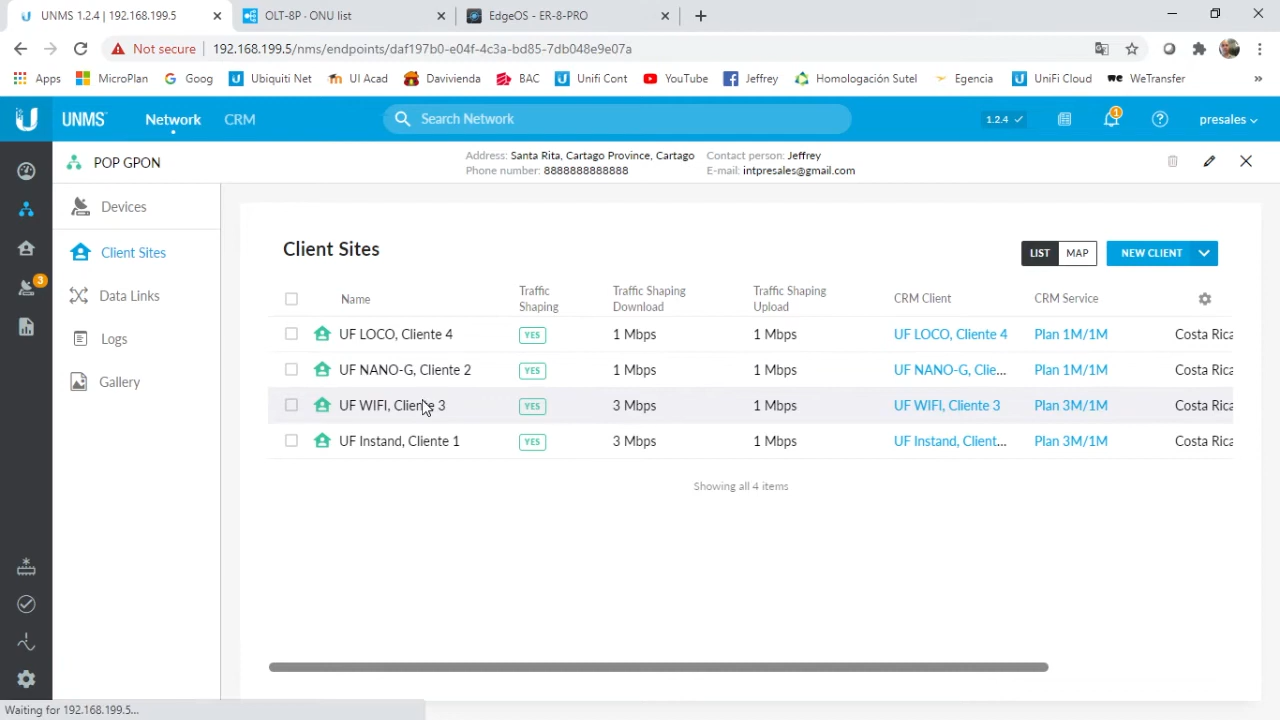 UNMS 1.2.4 | 192.168.199.5
OLT-8P - ONU list
EdgeOS - ER-8-PRO
Not secure
192.168.199.5/nms/endpoints/daf197b0-e04f-4c3a-bd85-7db048e9e07a
Apps MicroPlan Goog Ubiquiti Net UI Acad Davivienda BAC Unifi Cont YouTube Jeffrey Homologación Sutel Egencia UniFi Cloud WeTransfer »
UNMS Network CRM Search Network 1.2.4 1 presales
POP GPON
Address: Santa Rita, Cartago Province, Cartago Contact person: Jeffrey
Phone number: 8888888888888 E-mail: intpresales@gmail.com
Devices
Client Sites
3
Data Links
Logs
Gallery
Client Sites
LIST MAP NEW CLIENT
Name Traffic Shaping Traffic Shaping Download Traffic Shaping Upload CRM Client CRM Service
UF LOCO, Cliente 4 YES 1 Mbps 1 Mbps UF LOCO, Cliente 4 Plan 1M/1M Costa Rica
UF NANO-G, Cliente 2 YES 1 Mbps 1 Mbps UF NANO-G, Clie... Plan 1M/1M Costa Rica
UF WIFI, Cliente 3 YES 3 Mbps 1 Mbps UF WIFI, Cliente 3 Plan 3M/1M Costa Rica
UF Instand, Cliente 1 YES 3 Mbps 1 Mbps UF Instand, Client... Plan 3M/1M Costa Rica
Showing all 4 items
Waiting for 192.168.199.5...